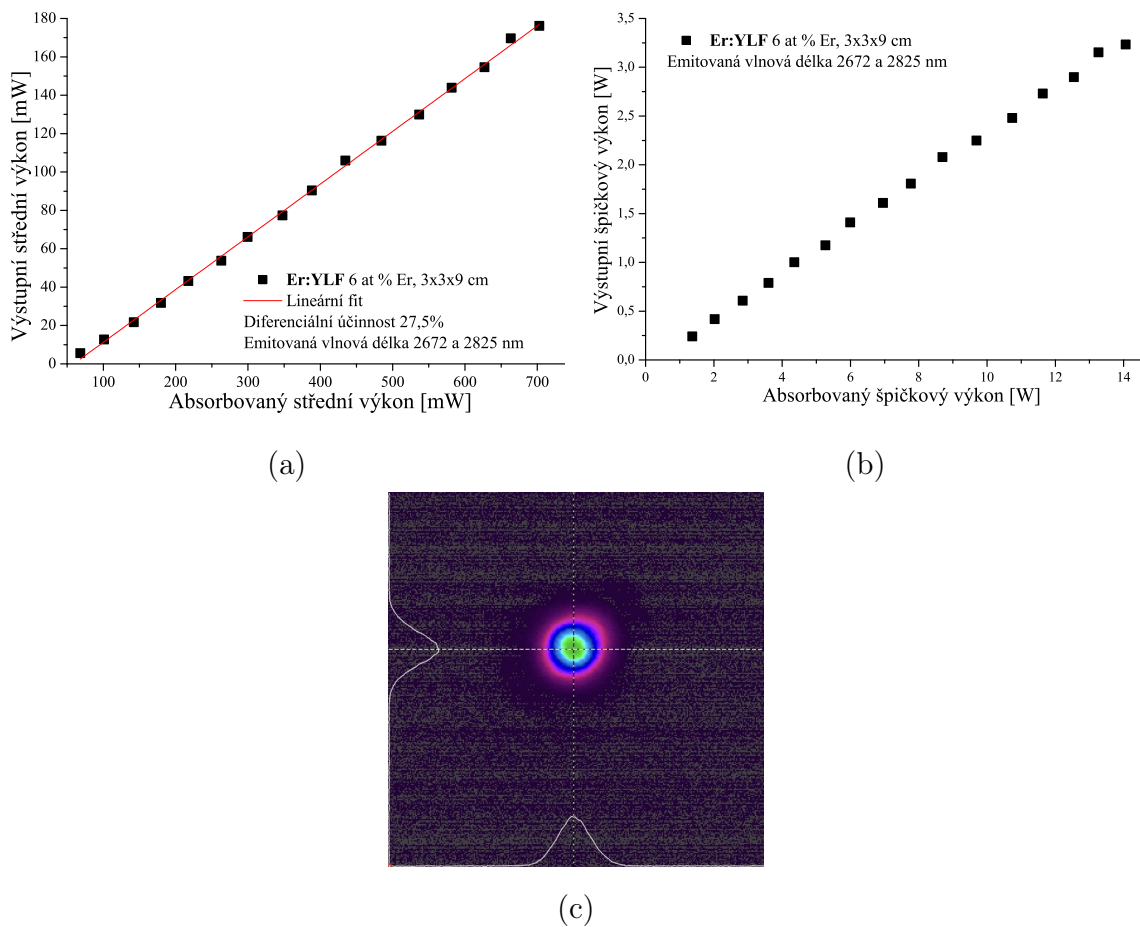 180
160
140
120
100
80
60
40
20
0
Výstupní střední výkon [mW]
Er:YLF 6 at % Er, 3x3x9 cm
Lineární fit
Diferenciální účinnost 27,5%
Emitovaná vlnová délka 2672 a 2825 nm
100 200 300 400 500 600 700
Absorbovaný střední výkon [mW]
(a)
3,5
3,0
2,5
2,0
1,5
1,0
0,5
0,0
Výstupní špičkový výkon [W]
Er:YLF 6 at % Er, 3x3x9 cm
Emitovaná vlnová délka 2672 a 2825 nm
0 2 4 6 8 10 12 14
Absorbovaný špičkový výkon [W]
(b)
(c)